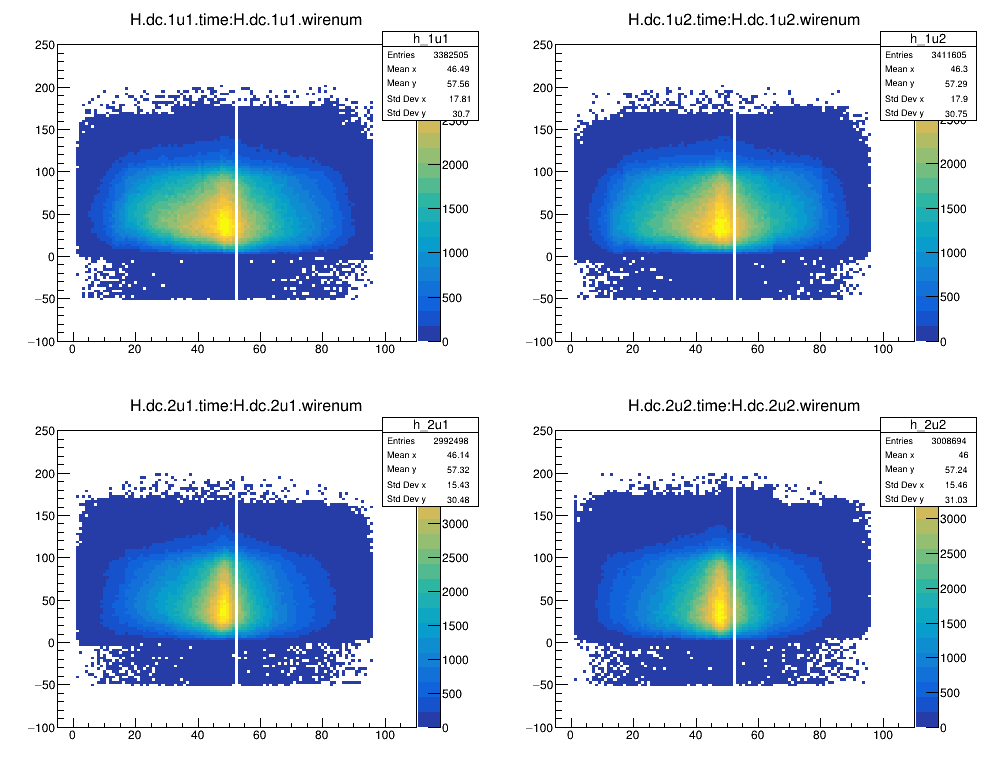 H.dc.1u1.time:H.dc.1u1.wirenum
h_1u1
Entries 3382505
Mean x 46.49
Mean y 57.56
Std Dev x 17.81
Std Dev y 30.7
250
200
150
100
50
0
−50
−100
0 20 40 60 80 100
2000
1500
1000
500
0
H.dc.1u2.time:H.dc.1u2.wirenum
h_1u2
Entries 3411605
Mean x 46.3
Mean y 57.29
Std Dev x 17.9
Std Dev y 30.75
250
200
150
100
50
0
−50
−100
0 20 40 60 80 100
2500
2000
1500
1000
500
0
H.dc.2u1.time:H.dc.2u1.wirenum
h_2u1
Entries 2992498
Mean x 46.14
Mean y 57.32
Std Dev x 15.43
Std Dev y 30.48
250
200
150
100
50
0
−50
−100
0 20 40 60 80 100
3000
2500
2000
1500
1000
500
0
H.dc.2u2.time:H.dc.2u2.wirenum
h_2u2
Entries 3008694
Mean x 46
Mean y 57.24
Std Dev x 15.46
Std Dev y 31.03
250
200
150
100
50
0
−50
−100
0 20 40 60 80 100
3000
2500
2000
1500
1000
500
0